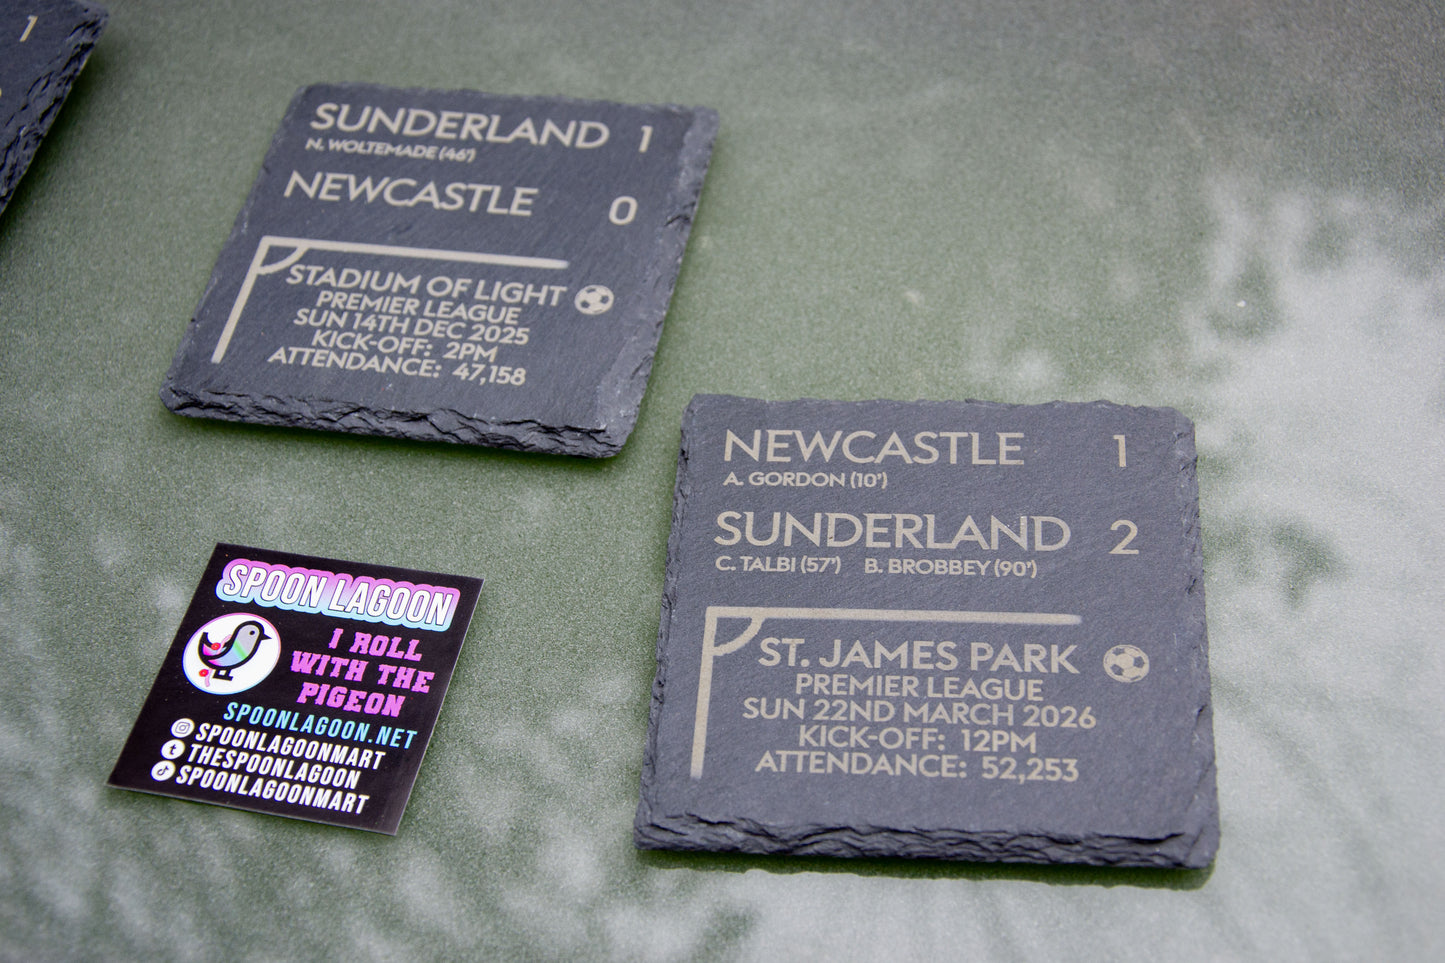 1
SUNDERLAND 1
N. WOLTEMADE (46')
NEWCASTLE 0
STADIUM OF LIGHT
PREMIER LEAGUE
SUN 14TH DEC 2025
KICK-OFF: 2PM
ATTENDANCE: 47,158
NEWCASTLE 1
A. GORDON (10')
SUNDERLAND 2
C. TALBI (57') B. BROBBEY (90')
ST. JAMES PARK
PREMIER LEAGUE
SUN 22ND MARCH 2026
KICK-OFF: 12PM
ATTENDANCE: 52,253
SPOON LAGOON
I ROLL
WITH THE
PIGEON
SPOONLAGOON.NET
SPOONLAGOONMART
THESPOONLAGOON
SPOONLAGOONMART